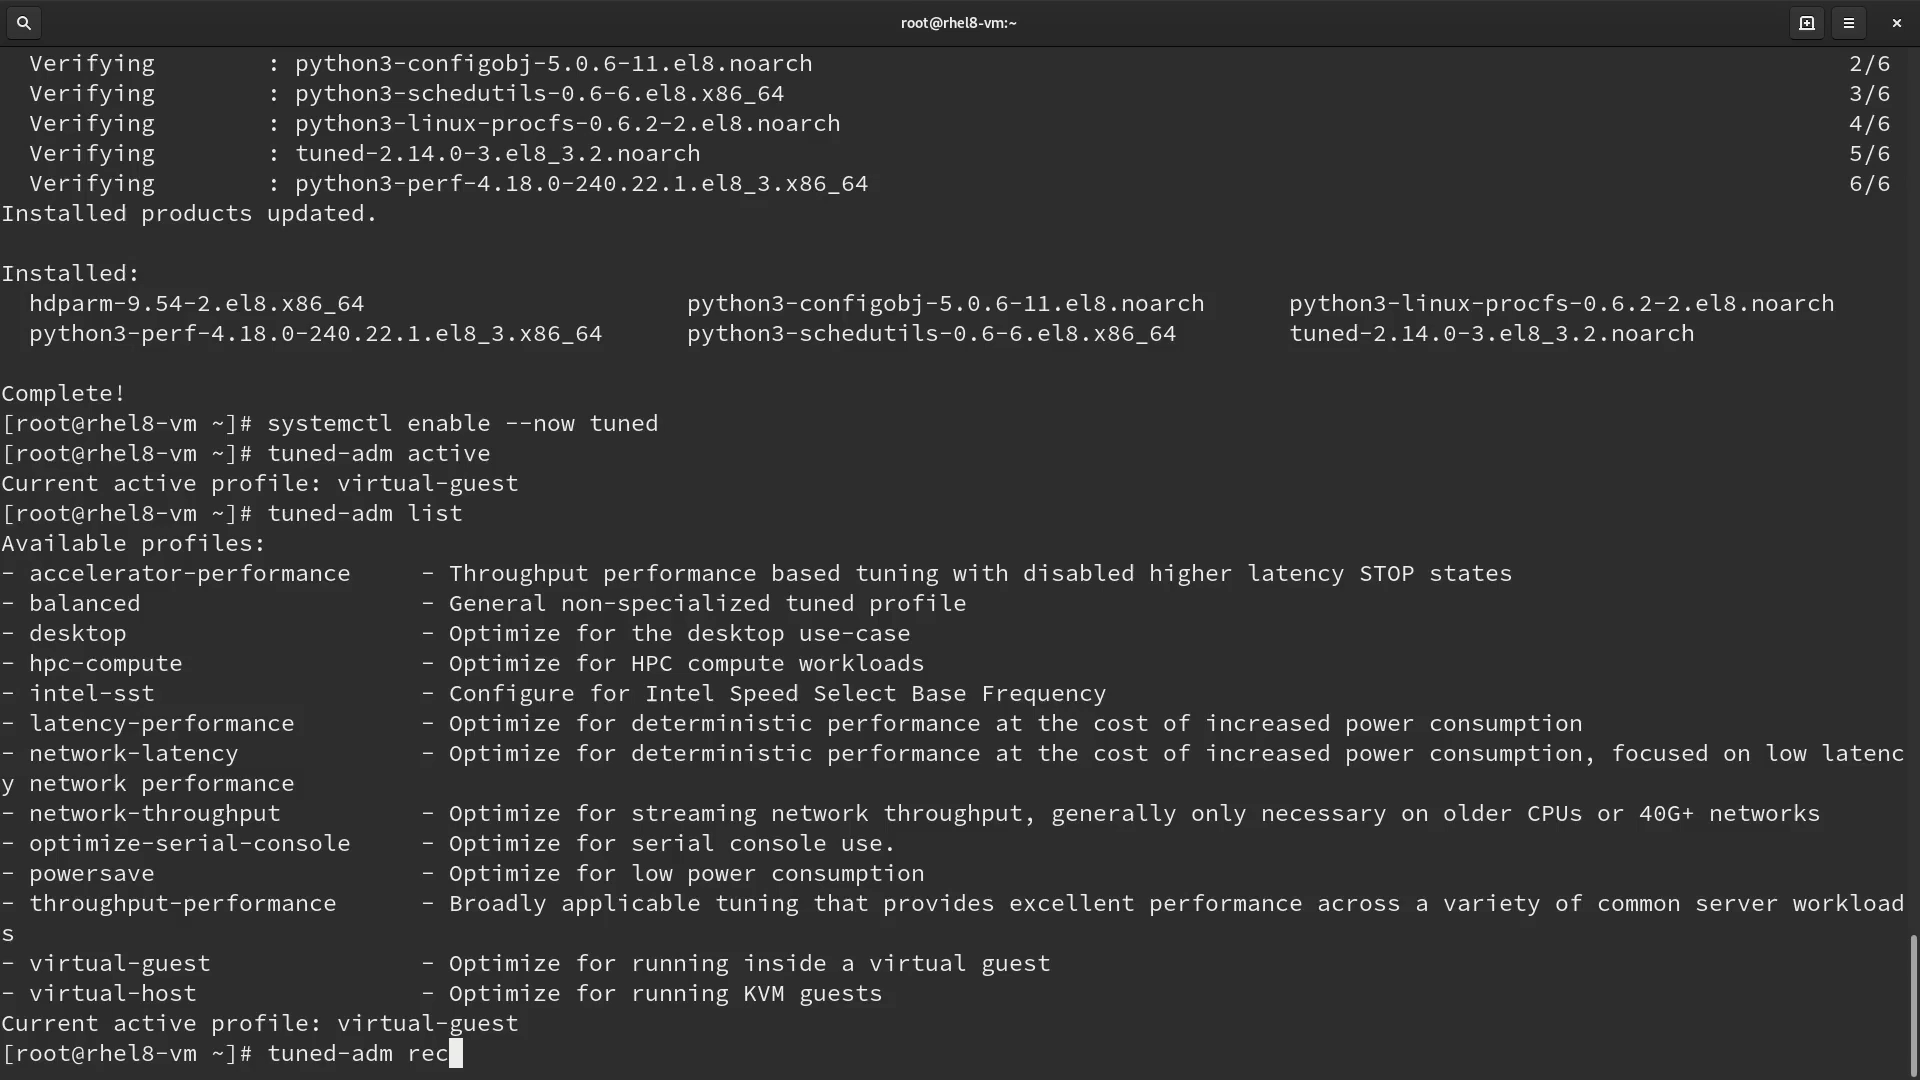 root@rhel8-vm:~
Verifying : python3-configobj-5.0.6-11.el8.noarch 2/6
Verifying : python3-schedutils-0.6-6.el8.x86_64 3/6
Verifying : python3-linux-procfs-0.6.2-2.el8.noarch 4/6
Verifying : tuned-2.14.0-3.el8_3.2.noarch 5/6
Verifying : python3-perf-4.18.0-240.22.1.el8_3.x86_64 6/6
Installed products updated.
Installed:
hdparm-9.54-2.el8.x86_64 python3-configobj-5.0.6-11.el8.noarch python3-linux-procfs-0.6.2-2.el8.noarch
python3-perf-4.18.0-240.22.1.el8_3.x86_64 python3-schedutils-0.6-6.el8.x86_64 tuned-2.14.0-3.el8_3.2.noarch
Complete!
[root@rhel8-vm ~]# systemctl enable --now tuned
[root@rhel8-vm ~]# tuned-adm active
Current active profile: virtual-guest
[root@rhel8-vm ~]# tuned-adm list
Available profiles:
- accelerator-performance - Throughput performance based tuning with disabled higher latency STOP states
- balanced - General non-specialized tuned profile
- desktop - Optimize for the desktop use-case
- hpc-compute - Optimize for HPC compute workloads
- intel-sst - Configure for Intel Speed Select Base Frequency
- latency-performance - Optimize for deterministic performance at the cost of increased power consumption
- network-latency - Optimize for deterministic performance at the cost of increased power consumption, focused on low latenc
y network performance
- network-throughput - Optimize for streaming network throughput, generally only necessary on older CPUs or 40G+ networks
- optimize-serial-console - Optimize for serial console use.
- powersave - Optimize for low power consumption
- throughput-performance - Broadly applicable tuning that provides excellent performance across a variety of common server workload
s
- virtual-guest - Optimize for running inside a virtual guest
- virtual-host - Optimize for running KVM guests
Current active profile: virtual-guest
[root@rhel8-vm ~]# tuned-adm rec